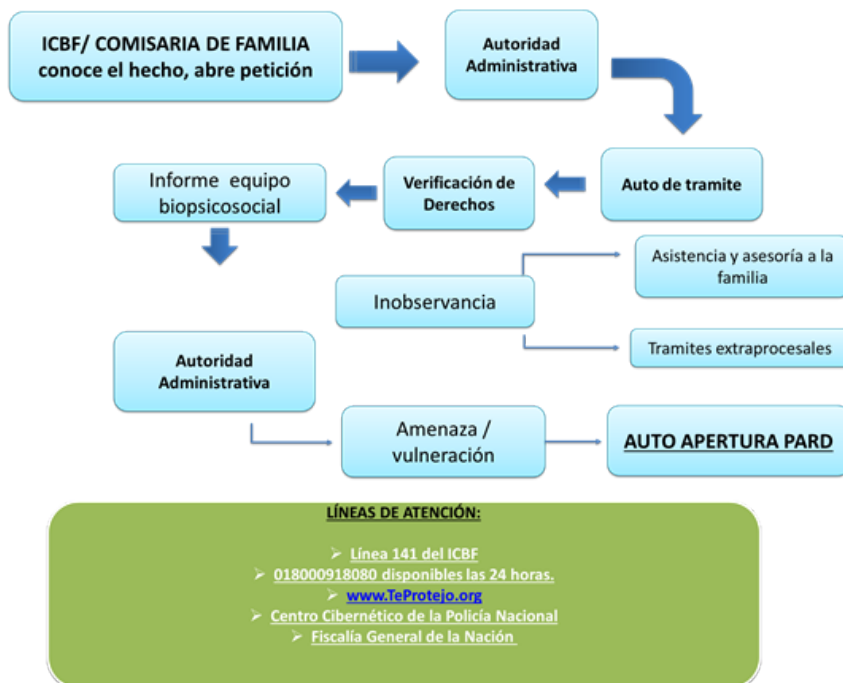 ICBF/ COMISARIA DE FAMILIA
conoce el hecho, abre petición
Autoridad
Administrativa
Auto de tramite
Verificación de
Derechos
Informe equipo
biopsicosocial
Asistencia y asesoría a la
familia
Inobservancia
Tramites extraprocesales
Autoridad
Administrativa
Amenaza /
vulneración
AUTO APERTURA PARD
LÍNEAS DE ATENCIÓN:
➢ Línea 141 del ICBF
➢ 018000918080 disponibles las 24 horas.
➢ www.TeProtejo.org
➢ Centro Cibernético de la Policía Nacional
➢ Fiscalía General de la Nación